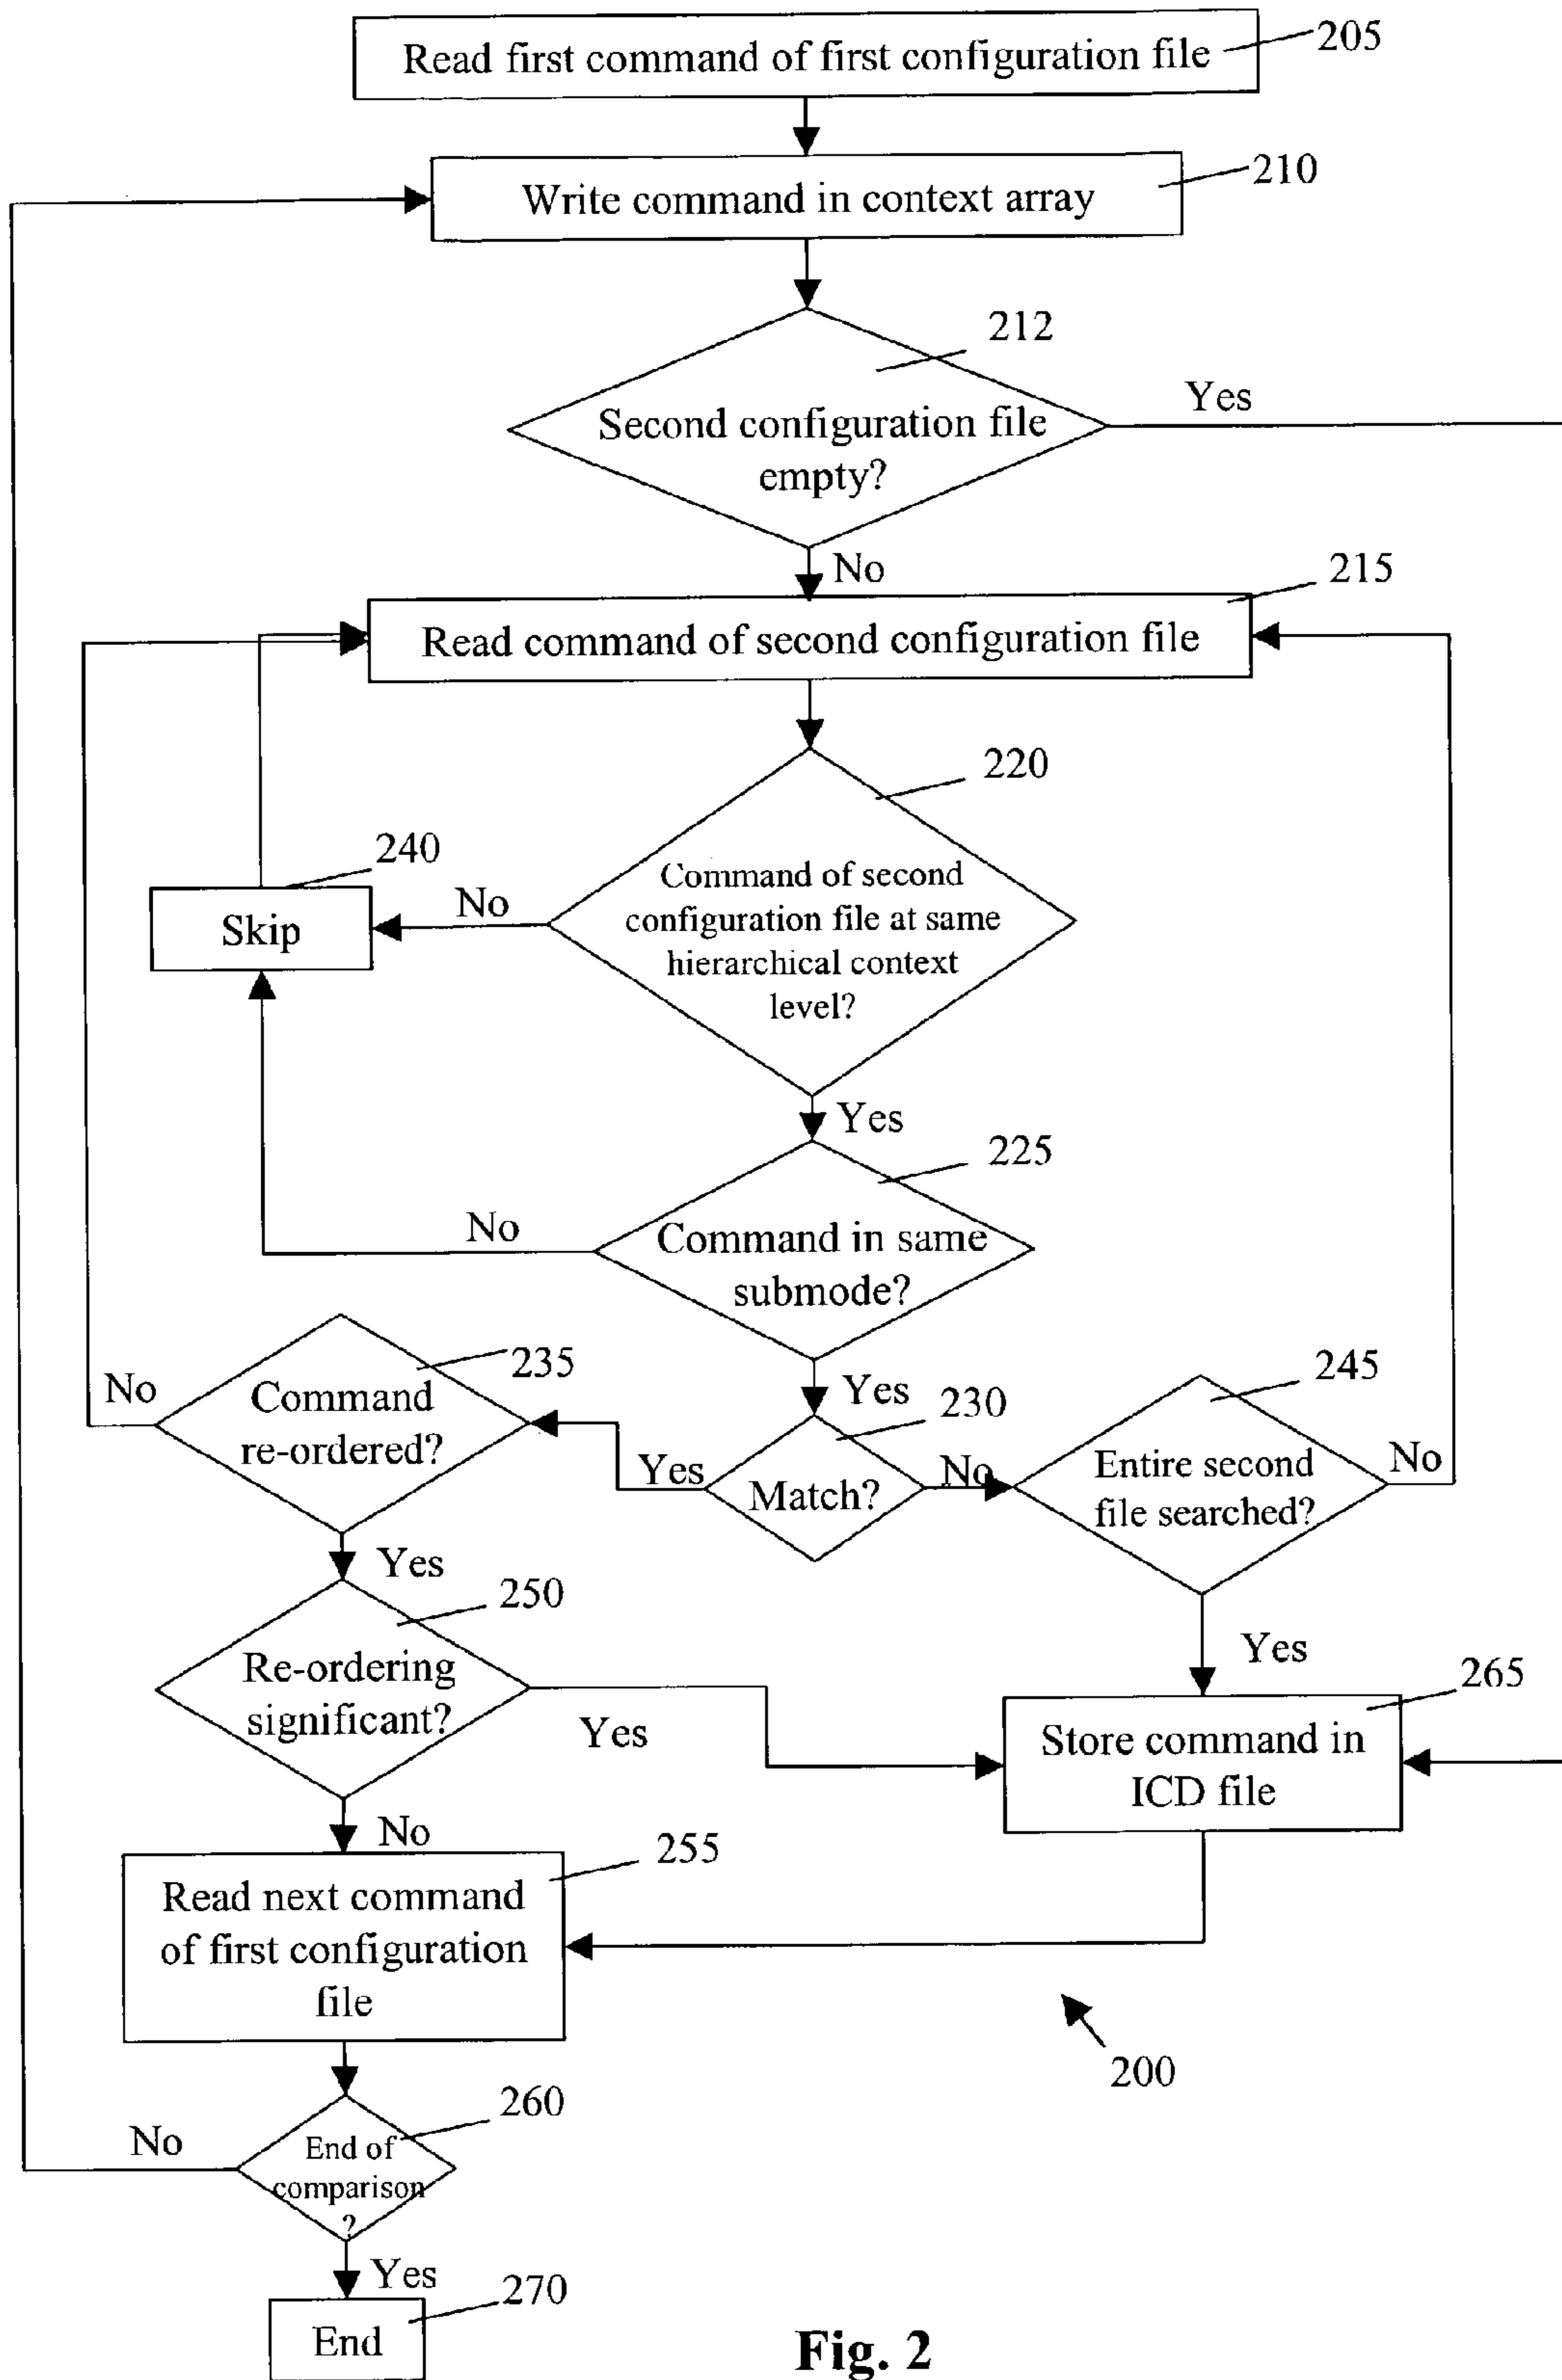 Read first command of first configuration file
205
Write command in context array
210
212
Second configuration file
empty?
Yes
No
215
Read command of second configuration file
220
Command of second
configuration file at same
hierarchical context
level?
240
Skip
No
Yes
225
Command in same
submode?
No
Yes
235
Command
re-ordered?
No
Yes
230
Match?
Yes
No
245
Entire second
file searched?
No
Yes
250
Re-ordering
significant?
Yes
No
265
Store command in
ICD file
255
Read next command
of first configuration
file
200
260
End of
comparison
?
No
Yes
270
End
Fig. 2